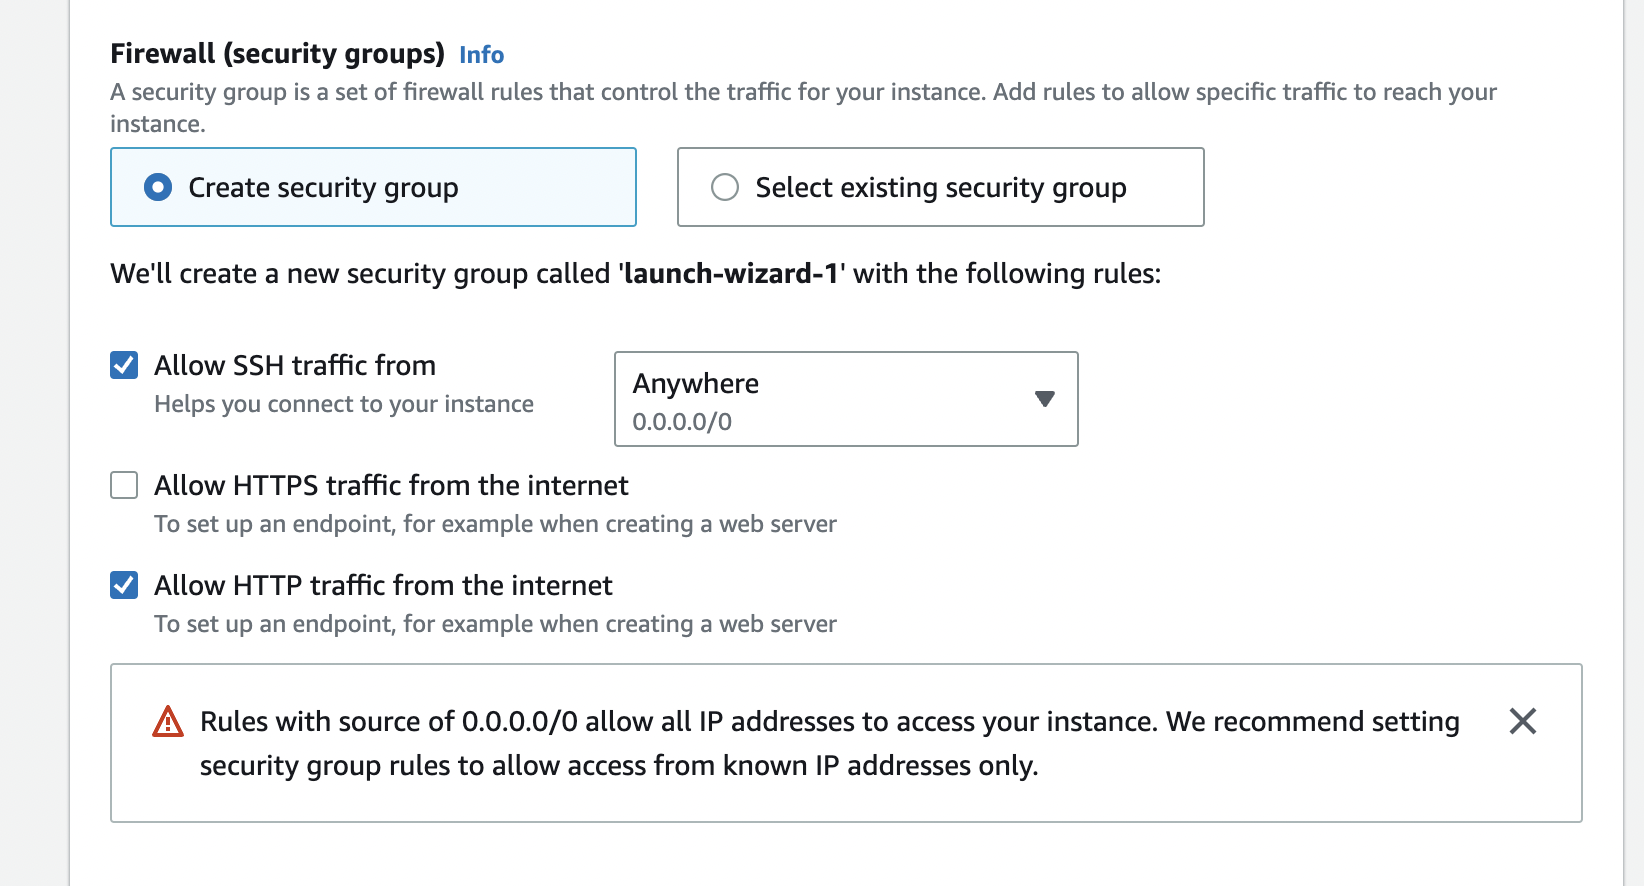 Firewall (security groups) Info
A security group is a set of firewall rules that control the traffic for your instance. Add rules to allow specific traffic to reach your
instance.
Create security group
Select existing security group
We'll create a new security group called 'launch-wizard-1' with the following rules:
Allow SSH traffic from
Helps you connect to your instance
Anywhere
0.0.0.0/0
Allow HTTPS traffic from the internet
To set up an endpoint, for example when creating a web server
Allow HTTP traffic from the internet
To set up an endpoint, for example when creating a web server
Rules with source of 0.0.0.0/0 allow all IP addresses to access your instance. We recommend setting
security group rules to allow access from known IP addresses only.